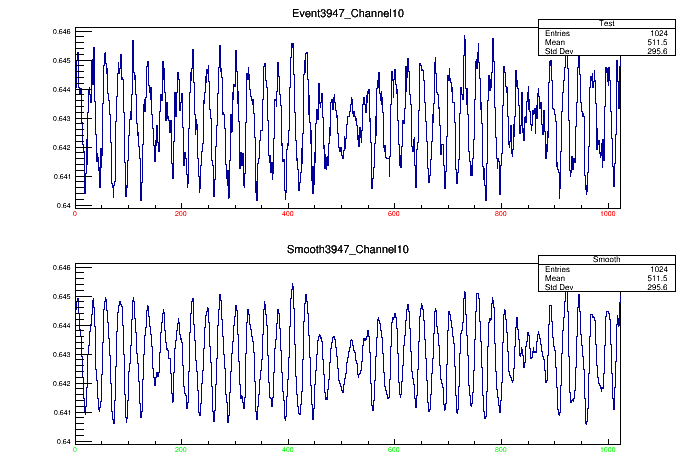 Event3947_Channel10
Test
Entries 1024
Mean 511.5
Std Dev 295.6
0.646
0.645
0.644
0.643
0.642
0.641
0.64
0 200 400 600 800 1000
Smooth3947_Channel10
Smooth
Entries 1024
Mean 511.5
Std Dev 295.6
0.646
0.645
0.644
0.643
0.642
0.641
0.64
0 200 400 600 800 1000